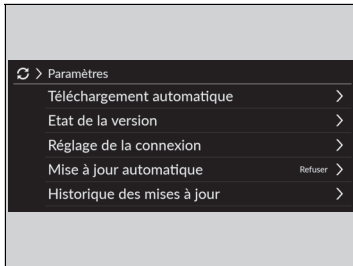 Paramètres
Téléchargement automatique
Etat de la version
Réglage de la connexion
Mise à jour automatique Refuser
Historique des mises à jour